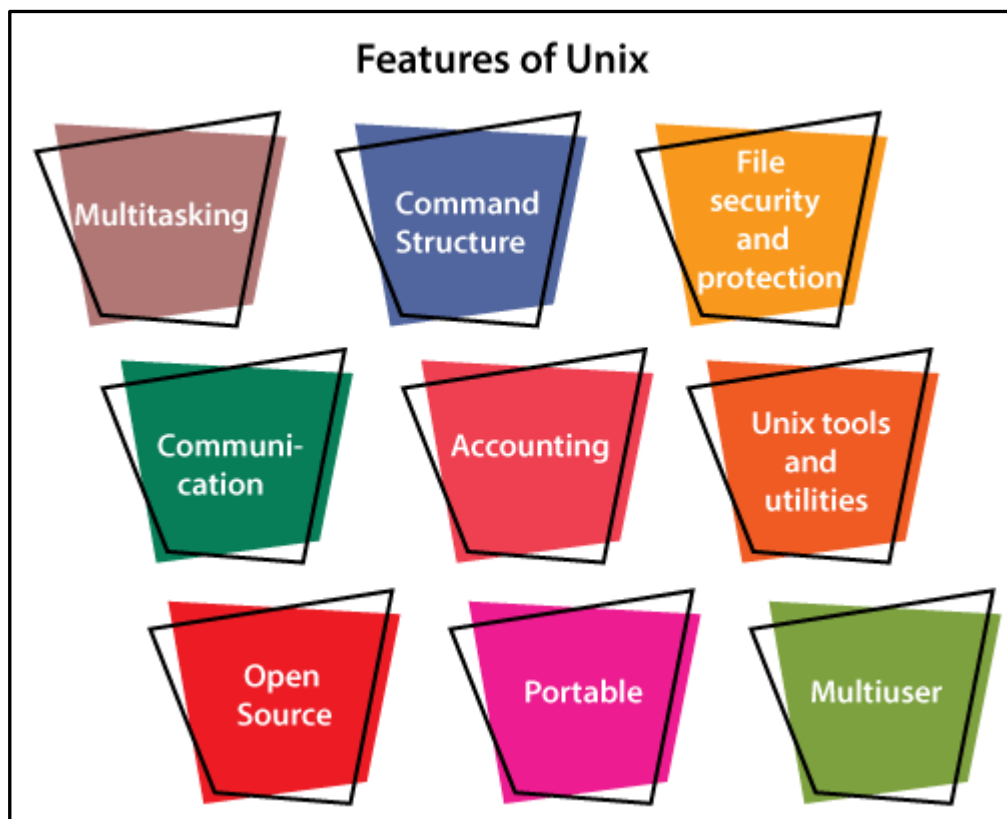 Features of Unix
Multitasking
Command
Structure
File
security
and
protection
Communi-
cation
Accounting
Unix tools
and
utilities
Open
Source
Portable
Multiuser